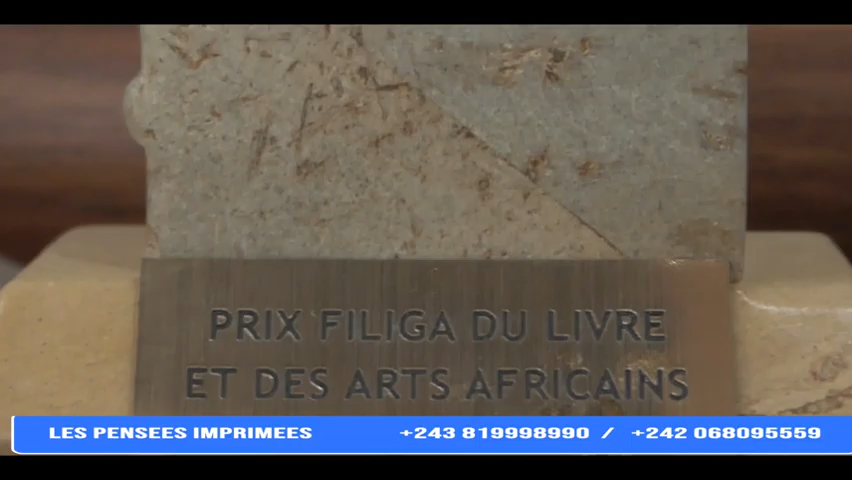 PRIX FILIGA DU LIVRE
ET DES ARTS AFRICAINS
LES PENSEES IMPRIMEES +243 819998990 / +242 068095559